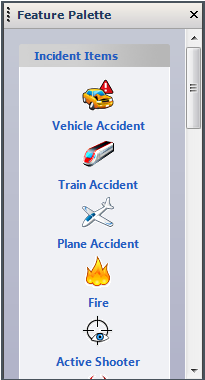 Feature Palette
Incident Items
Vehicle Accident
Train Accident
Plane Accident
Fire
Active Shooter